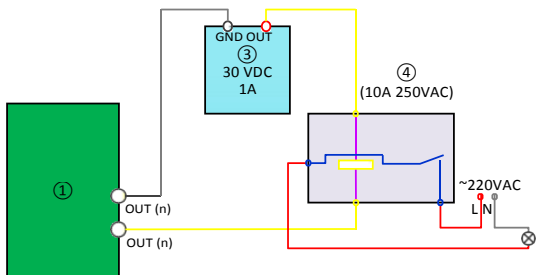 GND OUT
③
30 VDC
1A
④
(10A 250VAC)
①
OUT (n)
OUT (n)
~220VAC
L N